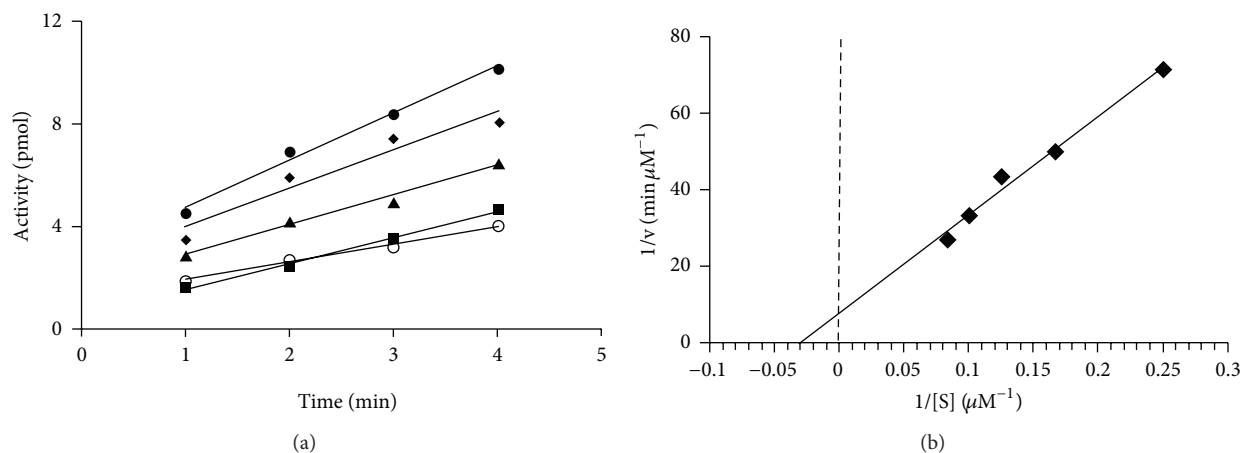 12
8
4
0
Activity (pmol)
0 1 2 3 4 5
Time (min)
(a)
80
60
40
20
0
1/v (min μM⁻¹)
−0.1 −0.05 0 0.05 0.1 0.15 0.2 0.25 0.3
1/[S] (μM⁻¹)
(b)